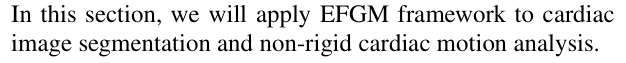 In this section, we will apply EFGM framework to cardiac
image segmentation and non-rigid cardiac motion analysis.